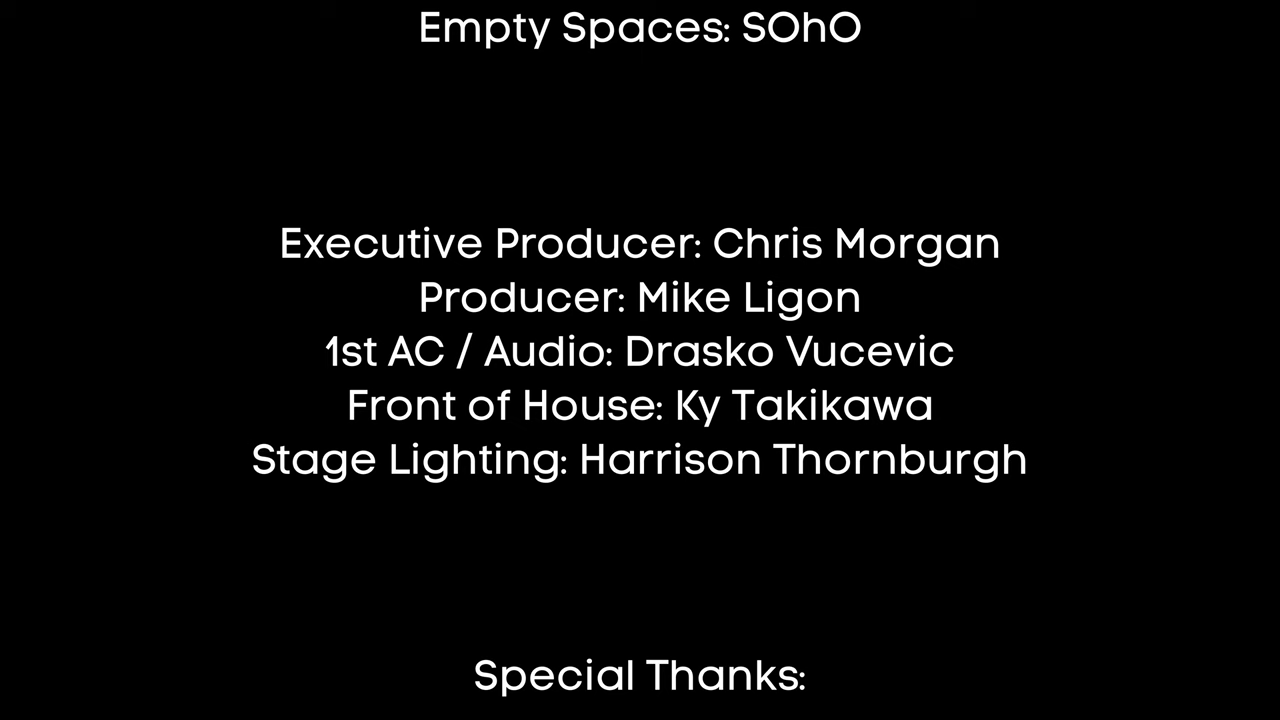 Empty Spaces: SOhO
Executive Producer: Chris Morgan
Producer: Mike Ligon
1st AC / Audio: Drasko Vucevic
Front of House: Ky Takikawa
Stage Lighting: Harrison Thornburgh
Special Thanks: